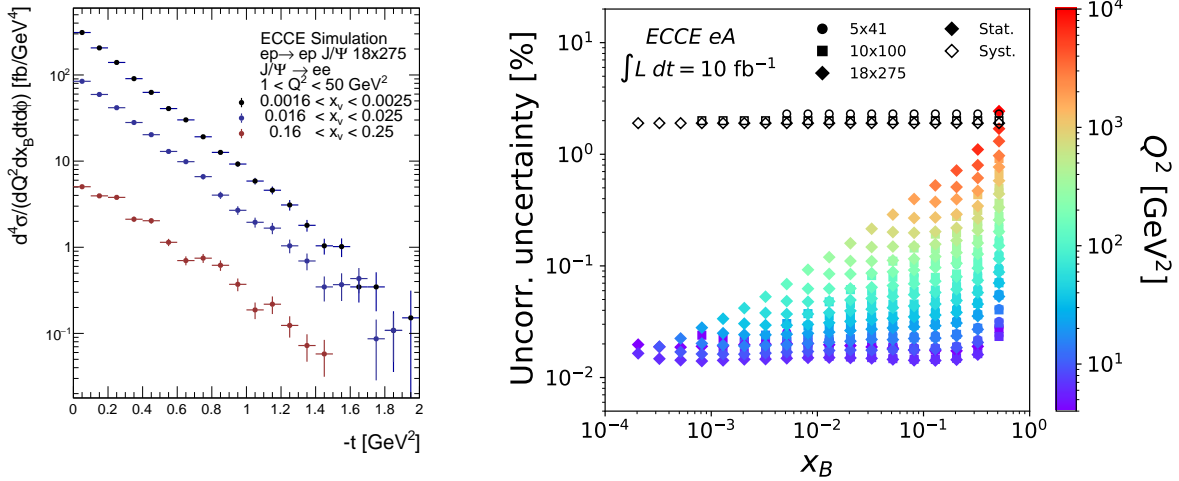 ECCE Simulation
ep→ ep J/Ψ 18x275
J/Ψ → ee
1 < Q² < 50 GeV²
0.0016 < xᵥ < 0.0025
0.016 < xᵥ < 0.025
0.16 < xᵥ < 0.25
d⁴σ/(dQ²dx_Bdtdϕ) [fb/GeV⁴]
10²
10
1
10⁻¹
0 0.2 0.4 0.6 0.8 1 1.2 1.4 1.6 1.8 2
-t [GeV²]
ECCE eA
∫L dt = 10 fb⁻¹
5x41
10x100
18x275
Stat.
Syst.
Uncorr. uncertainty [%]
10¹
10⁰
10⁻¹
10⁻²
10⁻⁴ 10⁻³ 10⁻² 10⁻¹ 10⁰
x_B
10⁴
10³
10²
10¹
Q² [GeV²]